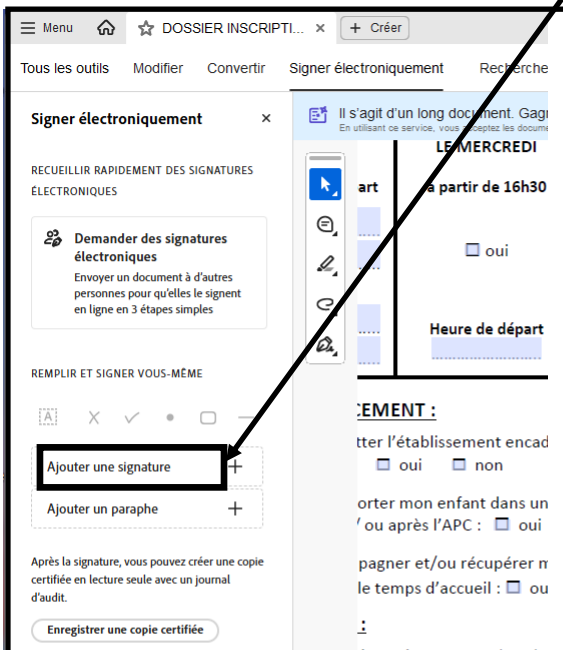 Menu DOSSIER INSCRIPTI... × + Créer
Tous les outils Modifier Convertir Signer électroniquement Recherche
Signer électroniquement ×
RECUEILLIR RAPIDEMENT DES SIGNATURES
ÉLECTRONIQUES
Demander des signatures
électroniques
Envoyer un document à d'autres
personnes pour qu'elles le signent
en ligne en 3 étapes simples
REMPLIR ET SIGNER VOUS-MÊME
Ajouter une signature +
Ajouter un paraphe +
Après la signature, vous pouvez créer une copie
certifiée en lecture seule avec un journal
d'audit.
Enregistrer une copie certifiée
Il s'agit d'un long document. Gagn
En utilisant ce service, vous acceptez les docume
LE MERCREDI
art à partir de 16h30
oui
Heure de départ
CEMENT :
tter l'établissement encad
oui non
orter mon enfant dans un
/ ou après l'APC : oui
pagner et/ou récupérer m
le temps d'accueil : ou
: